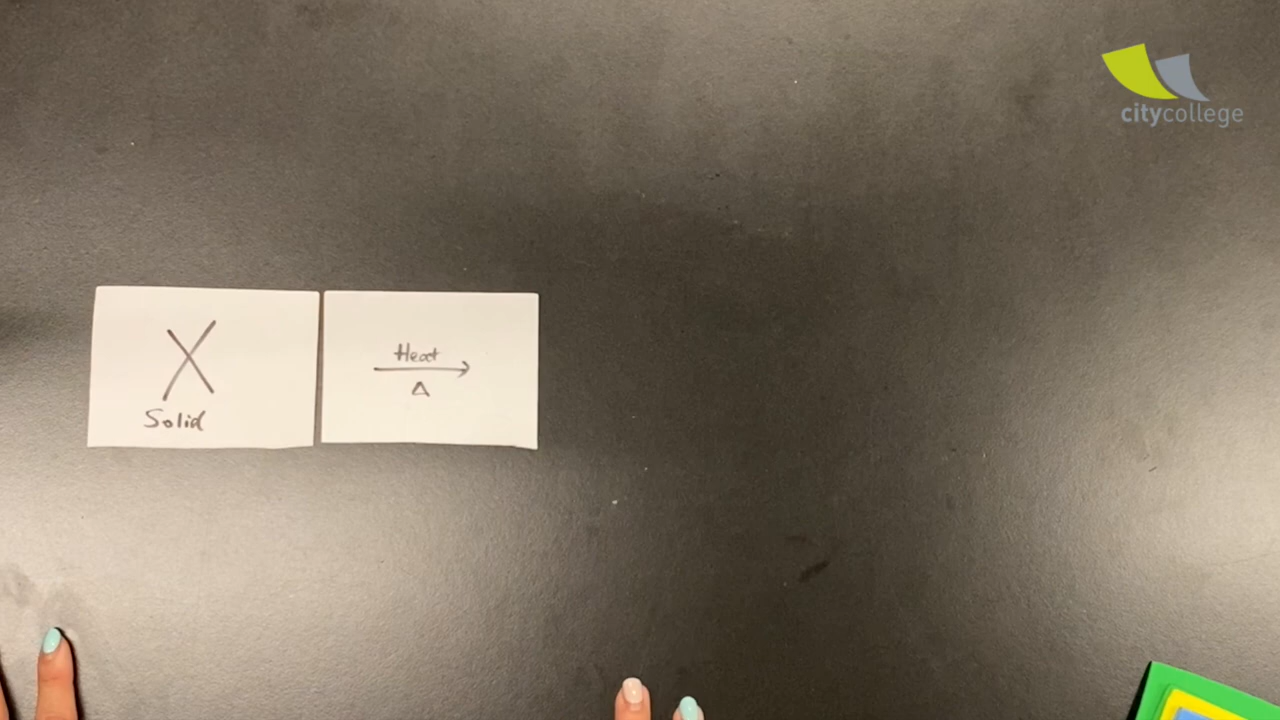 citycollege
X
Solid
Heat
Δ